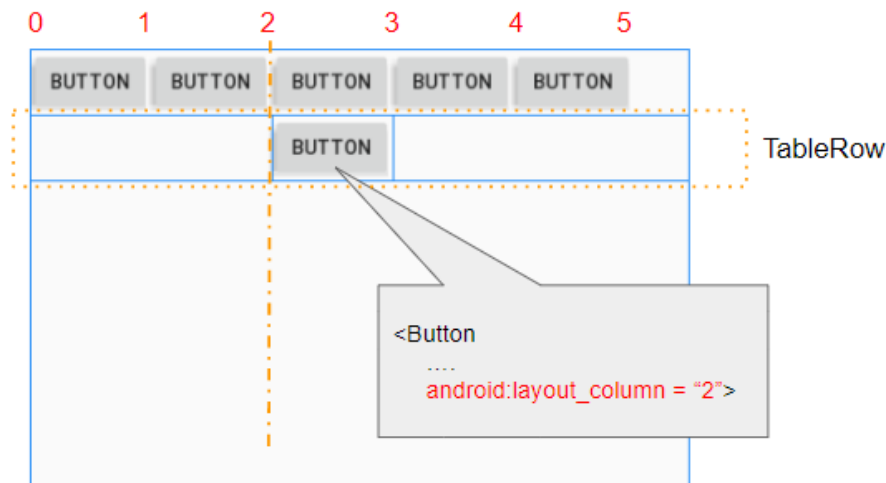 0 1 2 3 4 5
BUTTON BUTTON BUTTON BUTTON BUTTON
BUTTON
TableRow
<Button
....
android:layout_column = “2”>